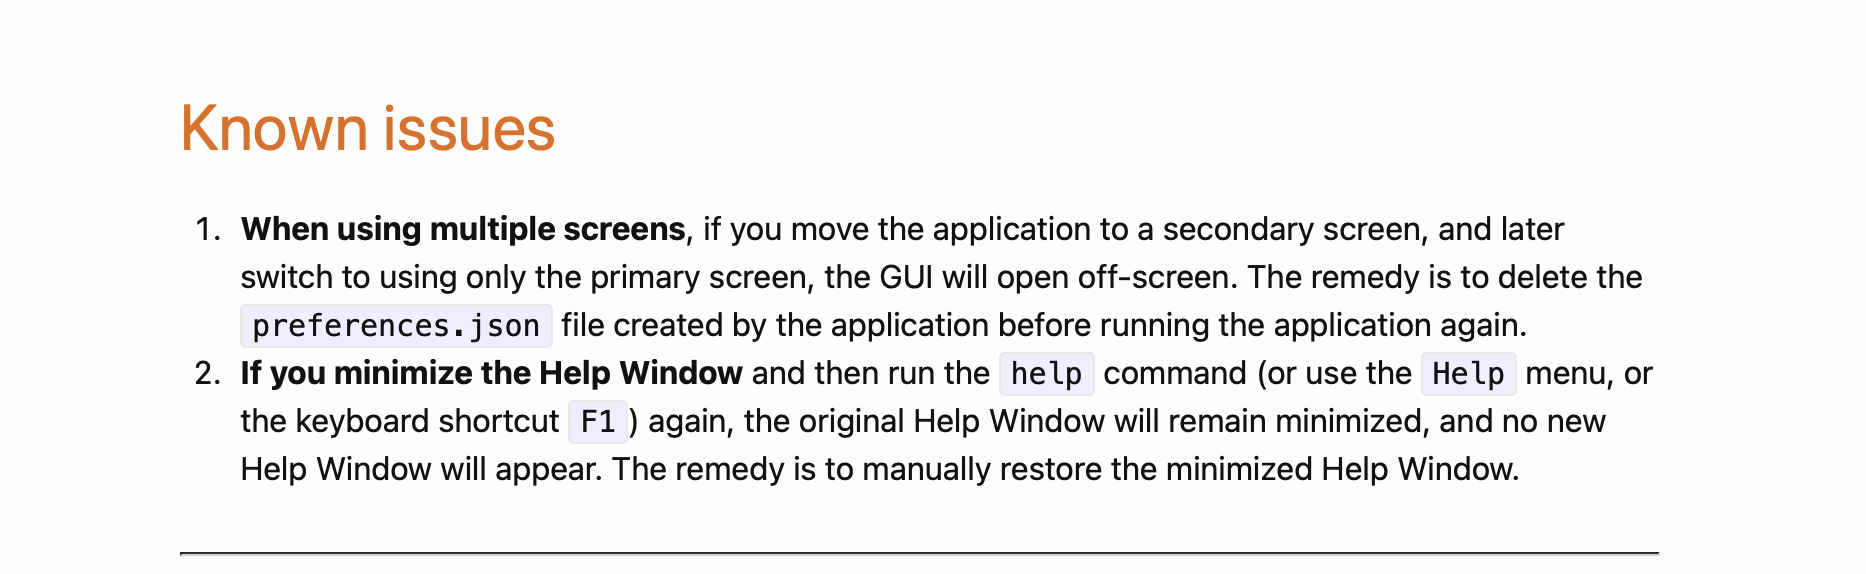 Known issues
1. When using multiple screens, if you move the application to a secondary screen, and later
switch to using only the primary screen, the GUI will open off-screen. The remedy is to delete the
preferences.json file created by the application before running the application again.
2. If you minimize the Help Window and then run the help command (or use the Help menu, or
the keyboard shortcut F1) again, the original Help Window will remain minimized, and no new
Help Window will appear. The remedy is to manually restore the minimized Help Window.